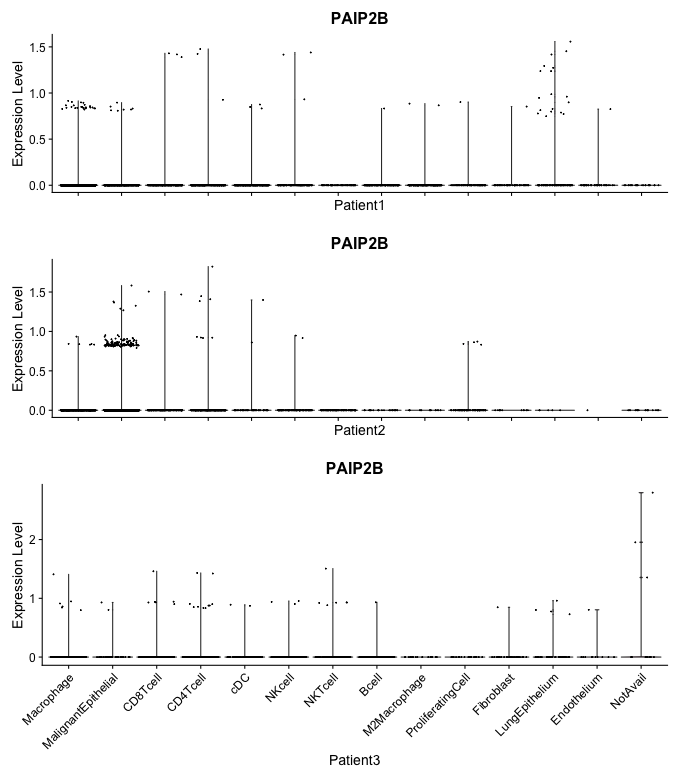 PAIP2B
Expression Level
1.5
1.0
0.5
0.0
Patient1
PAIP2B
Expression Level
1.5
1.0
0.5
0.0
Patient2
PAIP2B
Expression Level
2
1
0
Macrophage
MalignantEpithelial
CD8Tcell
CD4Tcell
cDC
NKcell
NKTcell
Bcell
M2Macrophage
ProliferatingCell
Fibroblast
LungEpithelium
Endothelium
NotAvail
Patient3